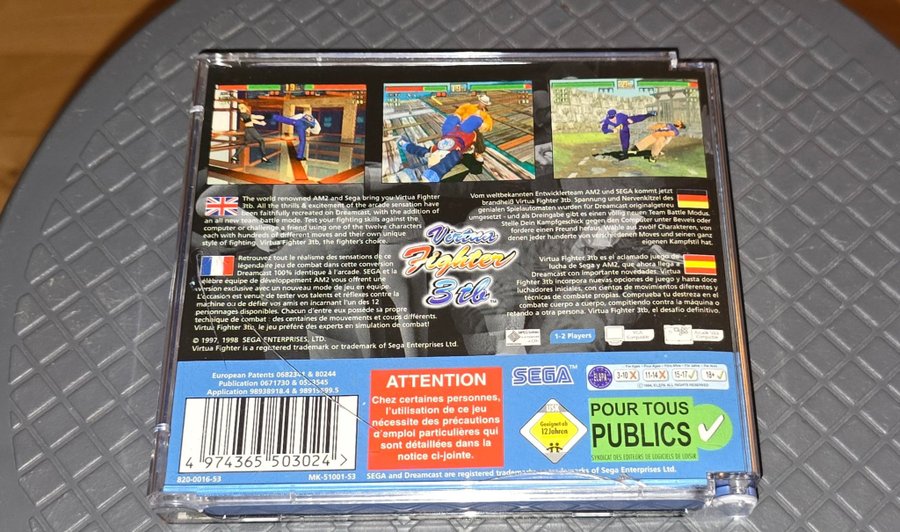 The world renowned AM2 and Sega bring you Virtua Fighter
3tb. All the thrills & excitement of the arcade sensation have
been faithfully recreated on Dreamcast, with the addition of
an all new team battle mode. Test your fighting skills against the
computer or challenge a friend using one of the twelve characters
each with hundreds of different moves and their own unique
style of fighting. Virtua Fighter 3tb, the fighter's choice.
Vom weltbekannten Entwicklerteam AM2 und SEGA kommt jetzt
brandheiß Virtua Fighter 3tb. Spannung und Nervenkitzel des
genialen Spielautomaten wurden für Dreamcast originalgetreu
umgesetzt - und als Dreingabe gibt es einen völlig neuen Team Battle Modus.
Stelle Dein Kampfgeschick gegen den Computer unter Beweis oder
fordere einen Freund heraus. Wähle aus zwölf Charakteren, von
denen jeder hunderte von verschiedenen Moves und seinen ganz
eigenen Kampfstil hat.
Retrouvez tout le réalisme des sensations de ce
légendaire jeu de combat dans cette conversion
Dreamcast 100% identique à l'arcade. SEGA et la
célèbre équipe de développement AM2 vous offrent une
version exclusive avec un nouveau mode de jeu en équipe.
L'occasion est venue de tester vos talents et réflexes contre la
machine ou de défier vos amis en incarnant l'un des 12
personnages disponibles. Chacun d'entre eux possède sa propre
technique de combat : des centaines de mouvements et coups différents.
Virtua Fighter 3tb, le jeu préféré des experts en simulation de combat!
Virtua
Fighter
3tb
Virtua Fighter 3tb es el aclamado juego de
lucha de Sega y AM2, que ahora llega a
Dreamcast con importantes novedades. Virtua
Fighter 3tb incorpora nuevas opciones de juego y hasta doce
luchadores iniciales, con cientos de movimientos diferentes y
técnicas de combate propias. Comprueba tu destreza en el
combate cuerpo a cuerpo, compitiendo contra la máquina o
retando a otra persona. Virtua Fighter 3tb, el desafío definitivo.
© 1997, 1998 SEGA ENTERPRISES, LTD.
Virtua Fighter is a registered trademark or trademark of Sega Enterprises Ltd.
1-2 Players
European Patents 0682341 & 80244
Publication 0671730 &
Application 98938918.4 &
4 974365 503024 >
820-0016-53
MK-51001-53
ATTENTION
Chez certaines personnes,
l'utilisation de ce jeu
nécessite des précautions
d'emploi particulières qui
sont détaillées dans la
notice ci-jointe.
SEGA
ELSPA
3-10 11-14 15-17 18+
© 1994, ELSPA. ALL RIGHTS RESERVED
USK
Geeignet ab
12 Jahren
POUR TOUS
PUBLICS
SYNDICAT DES EDITEURS DE LOGICIELS DE LOISIR
SEGA and Dreamcast are registered trademarks or trademarks of Sega Enterprises Ltd.